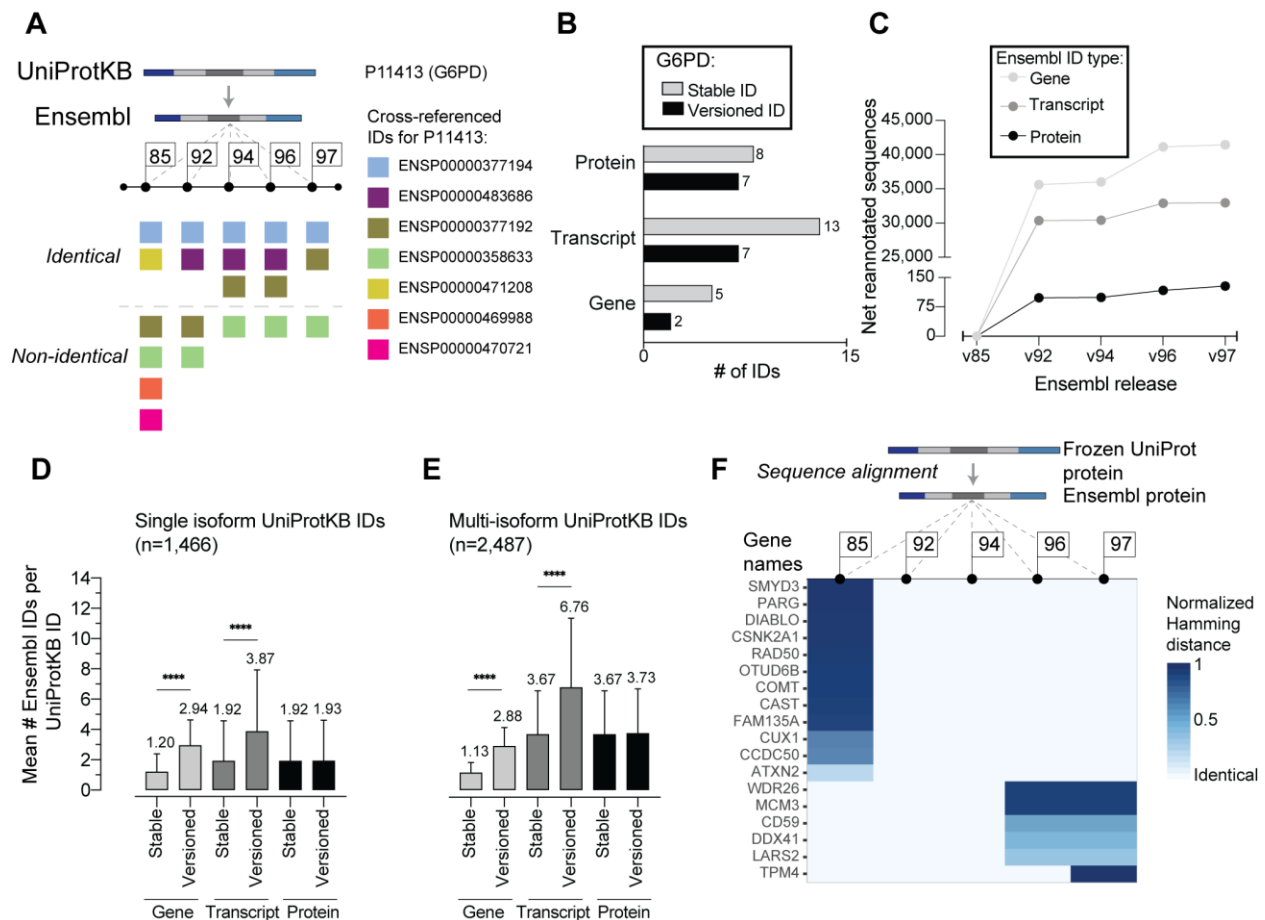 A
UniProtKB
P11413 (G6PD)
Ensembl
85
92
94
96
97
Identical
Non-identical
Cross-referenced
IDs for P11413:
ENSP00000377194
ENSP00000483686
ENSP00000377192
ENSP00000358633
ENSP00000471208
ENSP00000469988
ENSP00000470721
B
G6PD:
Stable ID
Versioned ID
Protein
8
7
Transcript
13
7
Gene
5
2
0
15
# of IDs
C
Ensembl ID type:
Gene
Transcript
Protein
Net reannotated sequences
45,000
40,000
35,000
30,000
25,000
150
75
0
v85
v92
v94
v96
v97
Ensembl release
D
Single isoform UniProtKB IDs
(n=1,466)
Mean # Ensembl IDs per
UniProtKB ID
14
12
10
8
6
4
2
0
****
****
1.20
2.94
1.92
3.87
1.92
1.93
Stable
Versioned
Stable
Versioned
Stable
Versioned
Gene
Transcript
Protein
E
Multi-isoform UniProtKB IDs
(n=2,487)
****
****
1.13
2.88
3.67
6.76
3.67
3.73
Stable
Versioned
Stable
Versioned
Stable
Versioned
Gene
Transcript
Protein
F
Sequence alignment
Frozen UniProt
protein
Ensembl protein
Gene
names
85
92
94
96
97
SMYD3
PARG
DIABLO
CSNK2A1
RAD50
OTUD6B
COMT
CAST
FAM135A
CUX1
CCDC50
ATXN2
WDR26
MCM3
CD59
DDX41
LARS2
TPM4
Normalized
Hamming
distance
1
0.5
Identical